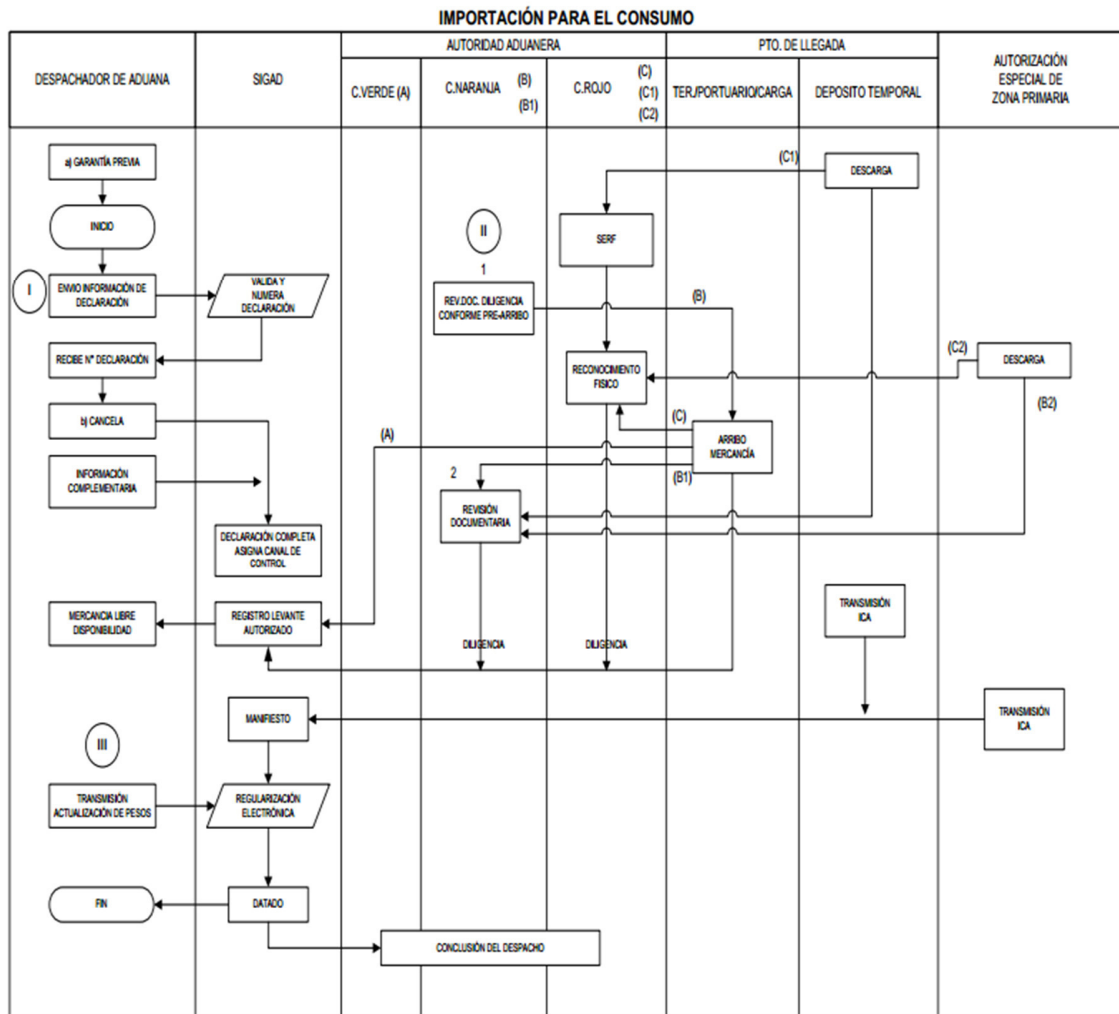 IMPORTACIÓN PARA EL CONSUMO
DESPACHADOR DE ADUANA
SIGAD
AUTORIDAD ADUANERA
C.VERDE (A)
C.NARANJA
(B)
(B1)
C.ROJO
(C)
(C1)
(C2)
PTO. DE LLEGADA
TER./PORTUARIO/CARGA
DEPOSITO TEMPORAL
AUTORIZACIÓN
ESPECIAL DE
ZONA PRIMARIA
a) GARANTÍA PREVIA
(C1)
DESCARGA
INICIO
II
SERF
1
I
ENVIO INFORMACIÓN DE
DECLARACIÓN
VALIDA Y
NUMERA
DECLARACIÓN
REV.DOC. DILIGENCIA
CONFORME PRE-ARRIBO
(B)
RECIBE N° DECLARACIÓN
RECONOCIMIENTO
FISICO
(C2)
DESCARGA
(B2)
b) CANCELA
(A)
(C)
ARRIBO
MERCANCÍA
(B1)
INFORMACIÓN
COMPLEMENTARIA
2
REVISIÓN
DOCUMENTARIA
DECLARACIÓN COMPLETA
ASIGNA CANAL DE
CONTROL
MERCANCIA LIBRE
DISPONIBILIDAD
REGISTRO LEVANTE
AUTORIZADO
TRANSMISIÓN
ICA
DILIGENCIA
DILIGENCIA
MANIFIESTO
TRANSMISIÓN
ICA
III
TRANSMISIÓN
ACTUALIZACIÓN DE PESOS
REGULARIZACIÓN
ELECTRÓNICA
FIN
DATADO
CONCLUSIÓN DEL DESPACHO